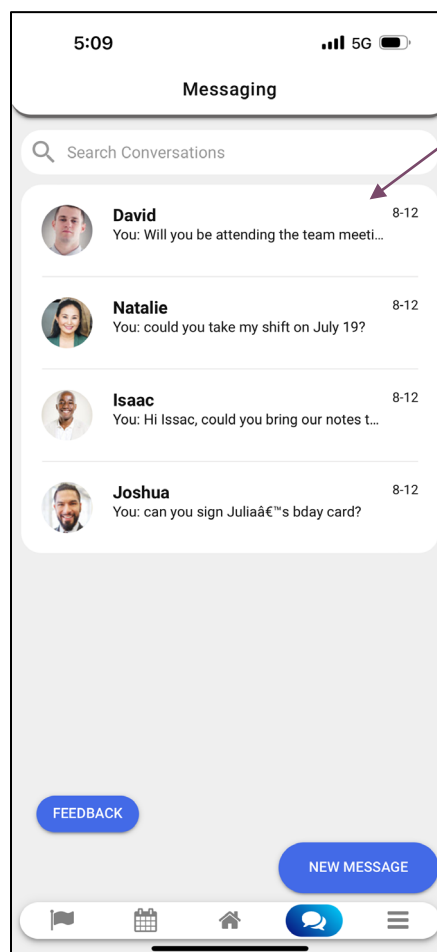 5:09 5G
Messaging
Search Conversations
David 8-12
You: Will you be attending the team meeti...
Natalie 8-12
You: could you take my shift on July 19?
Isaac 8-12
You: Hi Issac, could you bring our notes t...
Joshua 8-12
You: can you sign Juliaâ€™s bday card?
FEEDBACK
NEW MESSAGE